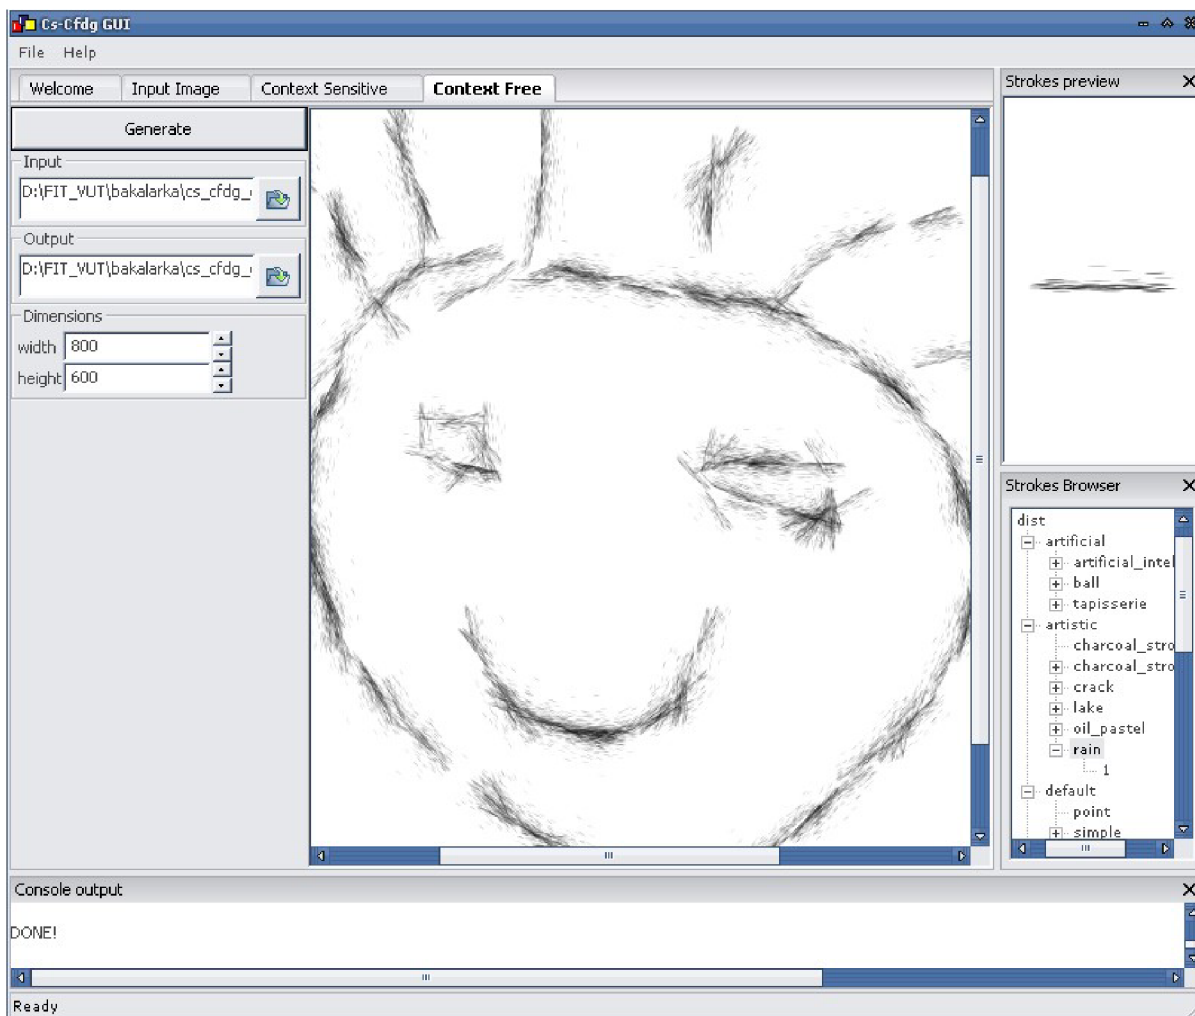 Cs-Cfdg GUI
File Help
Welcome Input Image Context Sensitive Context Free
Generate
Input
D:\FIT_VUT\bakalarka\cs_cfdg_
Output
D:\FIT_VUT\bakalarka\cs_cfdg_
Dimensions
width 800
height 600
Strokes preview
Strokes Browser
dist
artificial
artificial_intel
ball
tapisserie
artistic
charcoal_stro
charcoal_stro
crack
lake
oil_pastel
rain
1
default
point
simple
Console output
DONE!
Ready